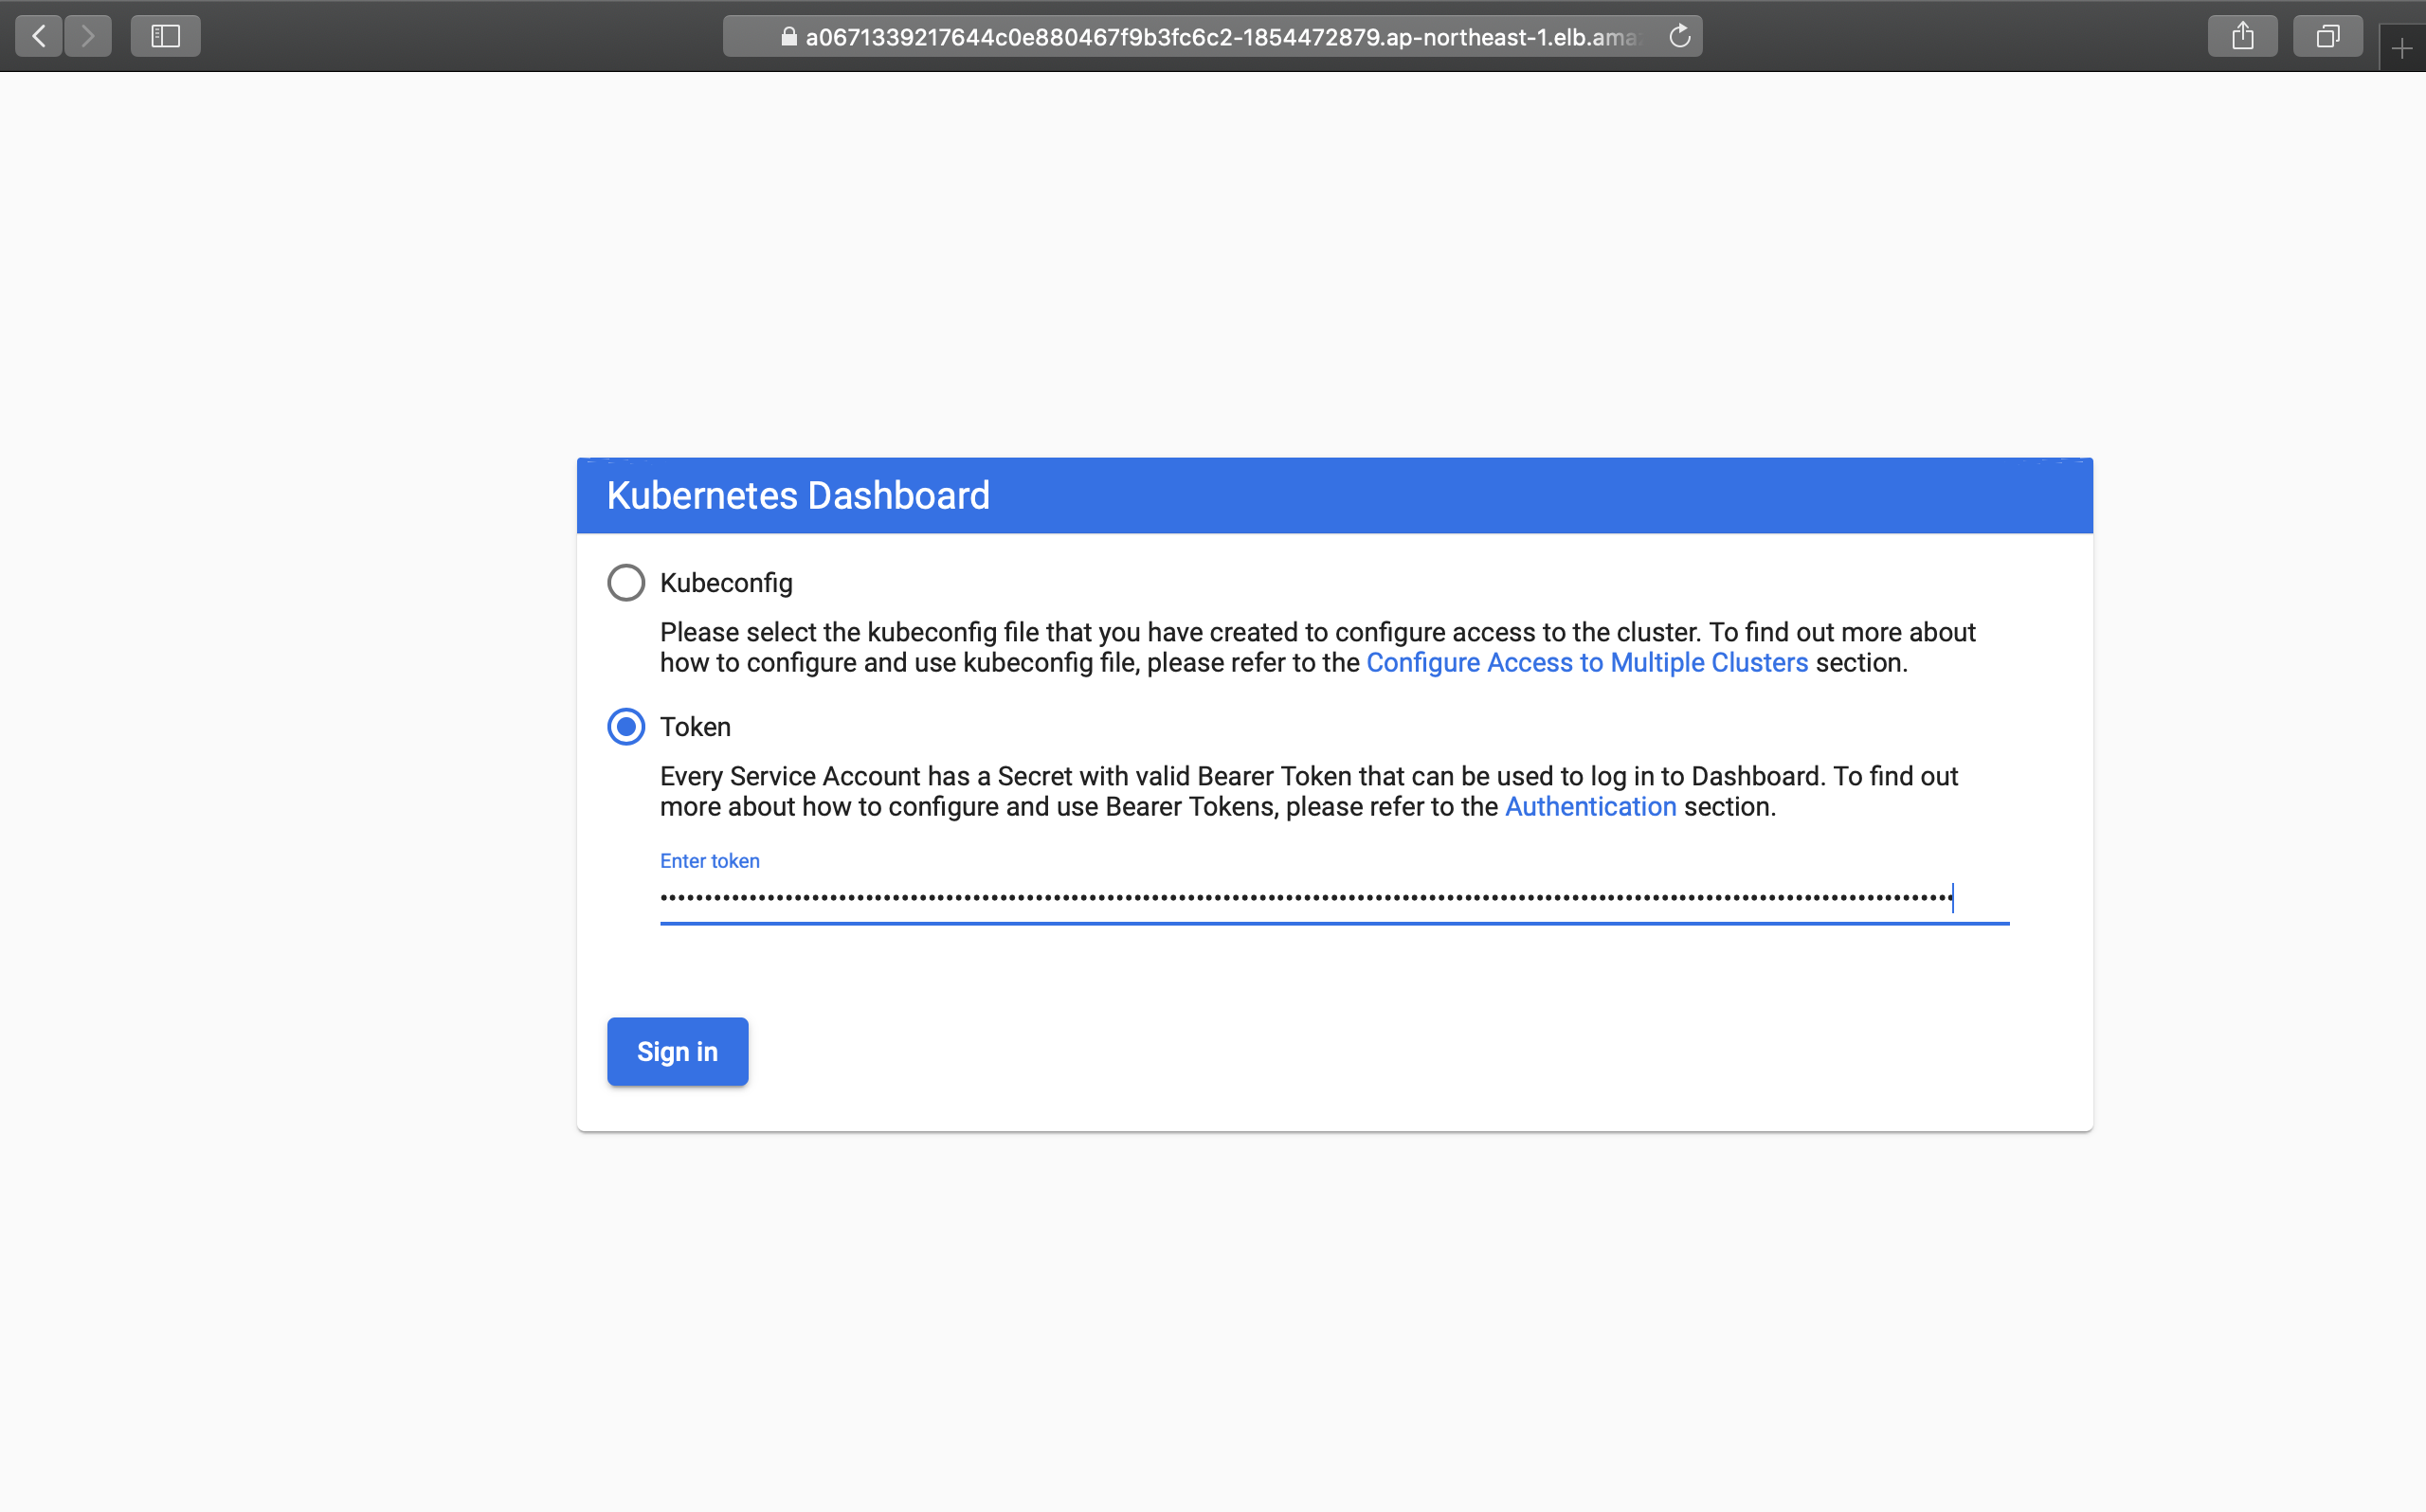 a0671339217644c0e880467f9b3fc6c2-1854472879.ap-northeast-1.elb.ama
Kubernetes Dashboard
Kubeconfig
Please select the kubeconfig file that you have created to configure access to the cluster. To find out more about
how to configure and use kubeconfig file, please refer to the Configure Access to Multiple Clusters section.
Token
Every Service Account has a Secret with valid Bearer Token that can be used to log in to Dashboard. To find out
more about how to configure and use Bearer Tokens, please refer to the Authentication section.
Enter token
Sign in